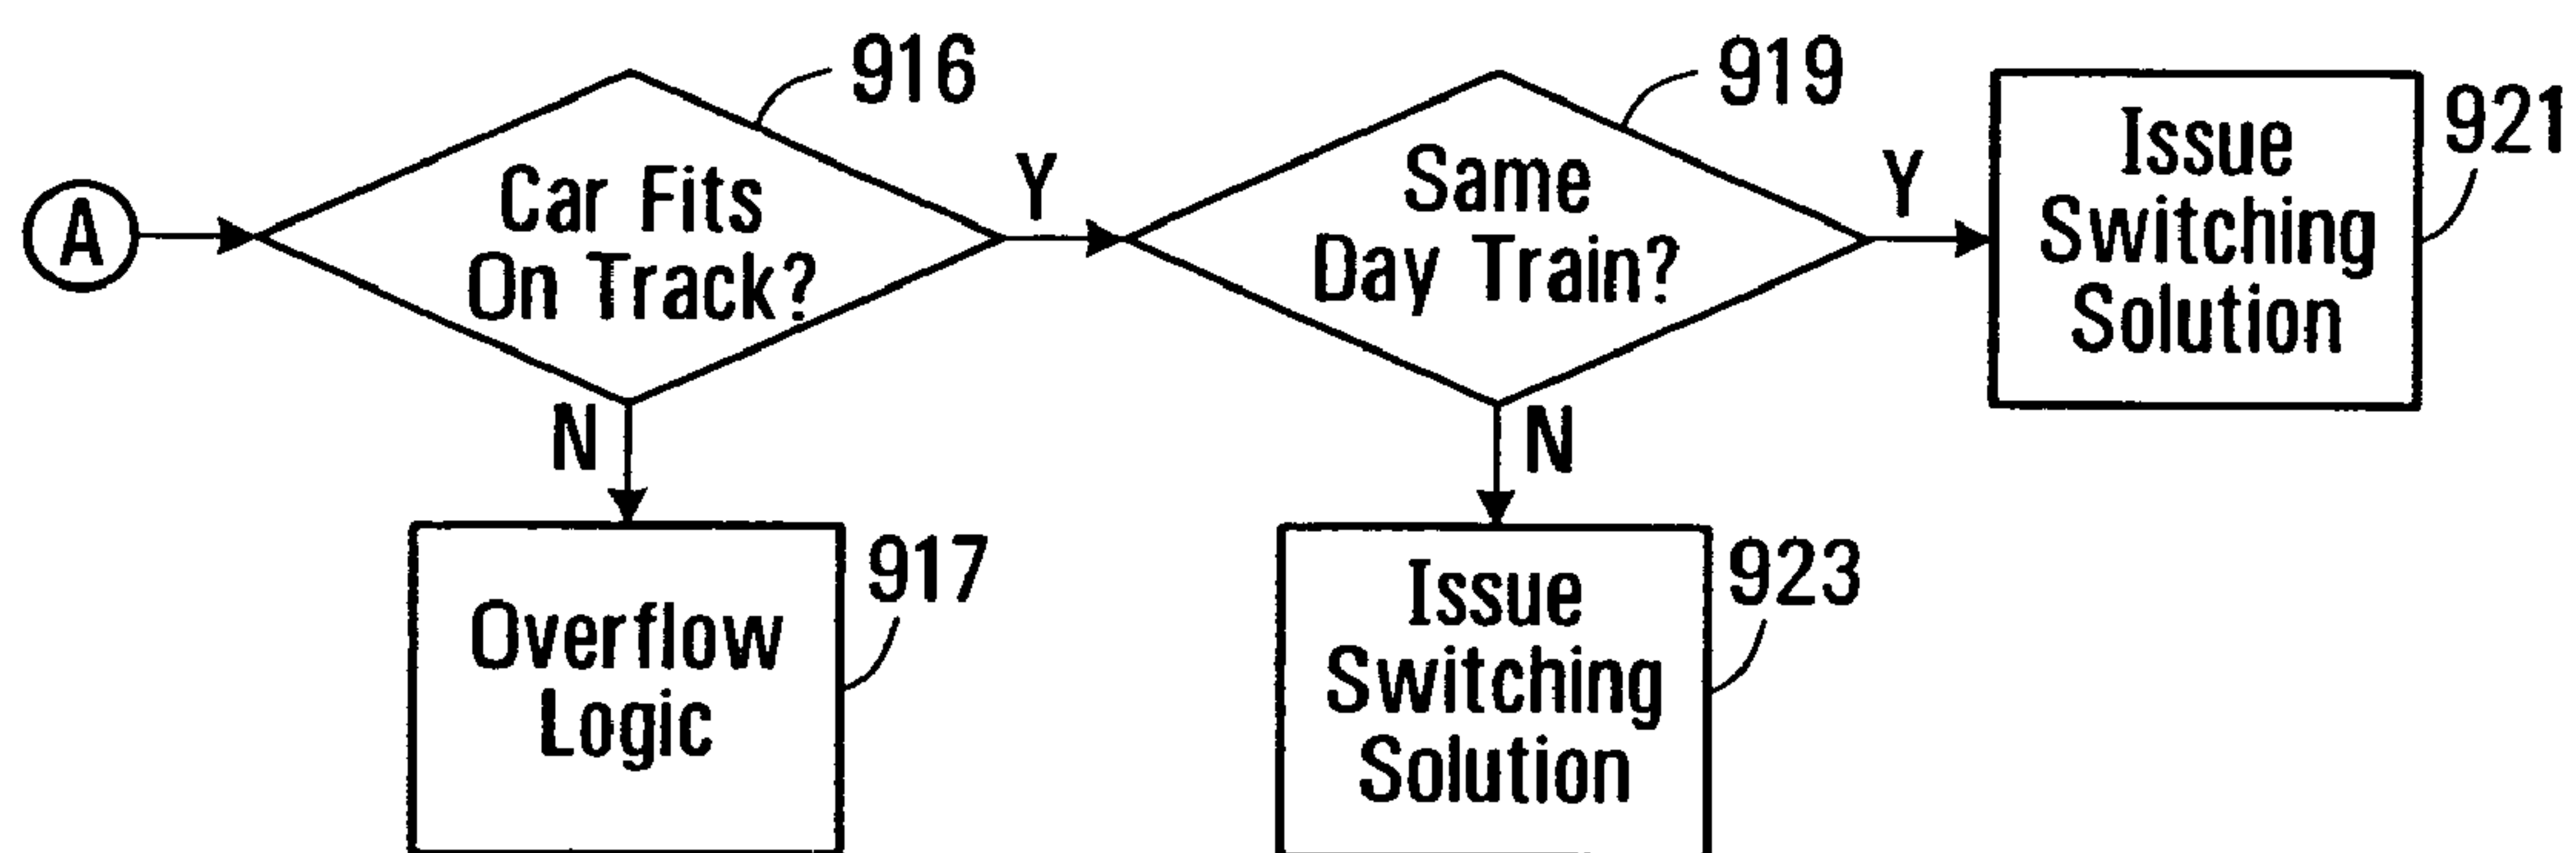 A
916
Car Fits
On Track?
Y
N
917
Overflow
Logic
919
Same
Day Train?
Y
N
921
Issue
Switching
Solution
923
Issue
Switching
Solution